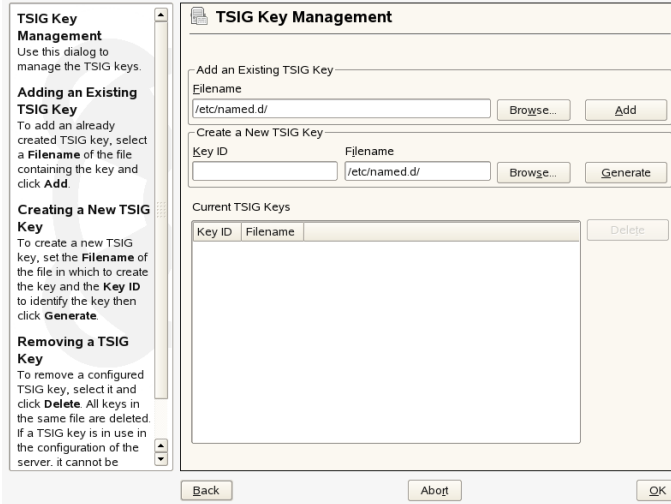 TSIG Key
Management
Use this dialog to
manage the TSIG keys.
Adding an Existing
TSIG Key
To add an already
created TSIG key, select
a Filename of the file
containing the key and
click Add.
Creating a New TSIG
Key
To create a new TSIG
key, set the Filename of
the file in which to create
the key and the Key ID
to identify the key then
click Generate.
Removing a TSIG
Key
To remove a configured
TSIG key, select it and
click Delete. All keys in
the same file are deleted.
If a TSIG key is in use in
the configuration of the
server, it cannot be
TSIG Key Management
Add an Existing TSIG Key
Filename
/etc/named.d/ Browse... Add
Create a New TSIG Key
Key ID Filename
/etc/named.d/ Browse... Generate
Current TSIG Keys
Key ID Filename Delete
Back Abort OK